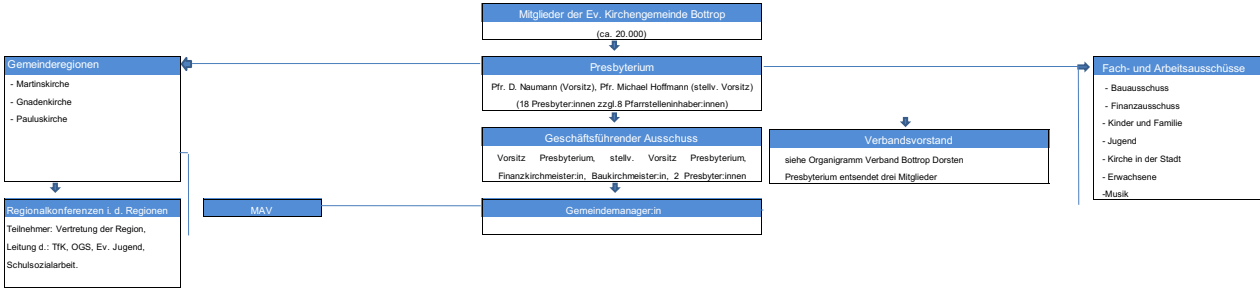 Mitglieder der Ev. Kirchengemeinde Bottrop
(ca. 20.000)
Gemeinderegionen
- Martinskirche
- Gnadenkirche
- Pauluskirche
Presbyterium
Pfr. D. Naumann (Vorsitz), Pfr. Michael Hoffmann (stellv. Vorsitz)
(18 Presbyter:innen zzgl.8 Pfarrstelleninhaber:innen)
Fach- und Arbeitsausschüsse
- Bauausschuss
- Finanzausschuss
- Kinder und Familie
- Jugend
- Kirche in der Stadt
- Erwachsene
-Musik
Geschäftsführender Ausschuss
Vorsitz Presbyterium, stellv. Vorsitz Presbyterium,
Finanzkirchmeister:in, Baukirchmeister:in, 2 Presbyter:innen
Verbandsvorstand
siehe Organigramm Verband Bottrop Dorsten
Presbyterium entsendet drei Mitglieder
Regionalkonferenzen i. d. Regionen
Teilnehmer: Vertretung der Region,
Leitung d.: TfK, OGS, Ev. Jugend,
Schulsozialarbeit.
MAV
Gemeindemanager:in